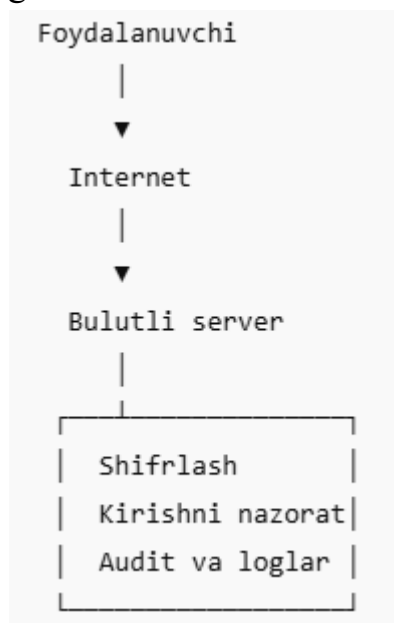 Foydalanuvchi
Internet
Bulutli server
Shifrlash
Kirishni nazorat
Audit va loglar